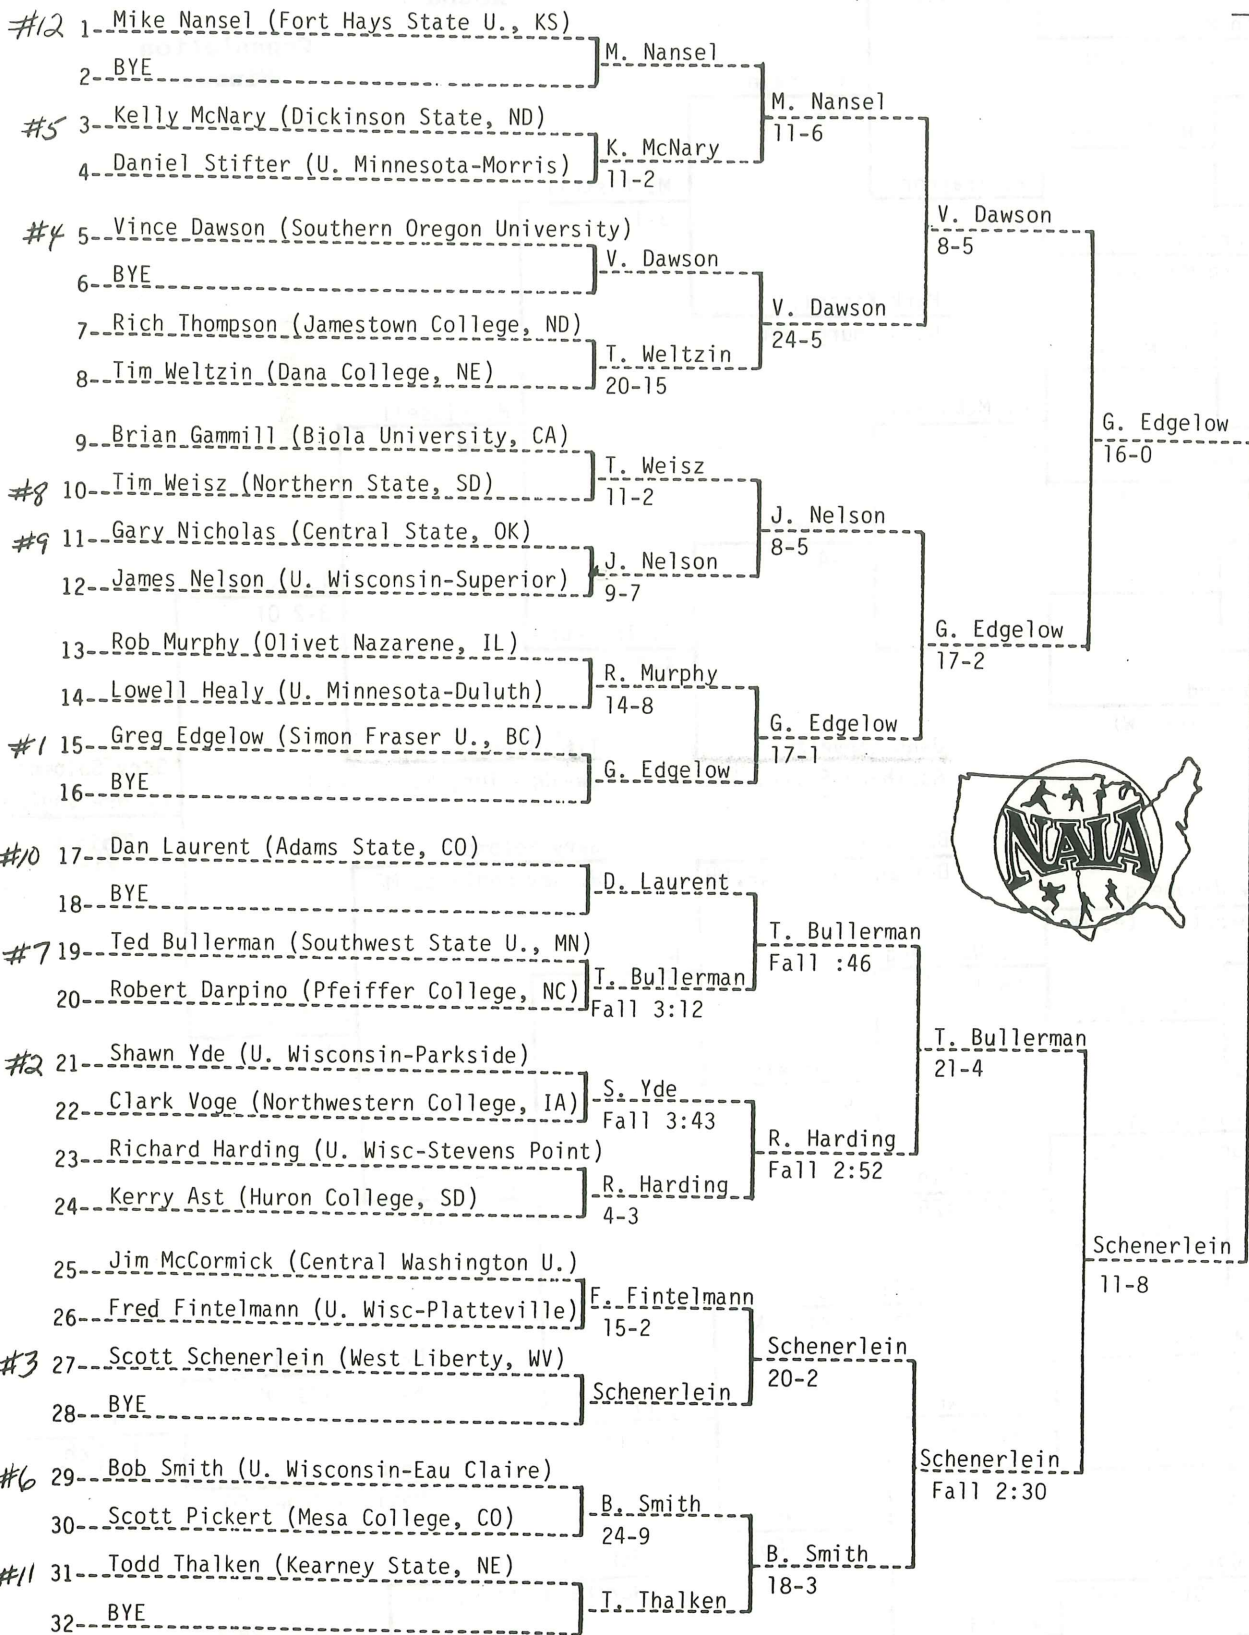 #12 1 Mike Nansel (Fort Hays State U., KS)
2 BYE
M. Nansel
#5 3 Kelly McNary (Dickinson State, ND)
4 Daniel Stifter (U. Minnesota-Morris)
K. McNary
11-2
M. Nansel
11-6
#4 5 Vince Dawson (Southern Oregon University)
6 BYE
V. Dawson
7 Rich Thompson (Jamestown College, ND)
8 Tim Weltzin (Dana College, NE)
T. Weltzin
20-15
V. Dawson
24-5
V. Dawson
8-5
9 Brian Gammill (Biola University, CA)
#8 10 Tim Weisz (Northern State, SD)
T. Weisz
11-2
#9 11 Gary Nicholas (Central State, OK)
12 James Nelson (U. Wisconsin-Superior)
J. Nelson
9-7
J. Nelson
8-5
13 Rob Murphy (Olivet Nazarene, IL)
14 Lowell Healy (U. Minnesota-Duluth)
R. Murphy
14-8
#1 15 Greg Edgelow (Simon Fraser U., BC)
16 BYE
G. Edgelow
G. Edgelow
17-1
G. Edgelow
17-2
G. Edgelow
16-0
NAIA
#10 17 Dan Laurent (Adams State, CO)
18 BYE
D. Laurent
#7 19 Ted Bullerman (Southwest State U., MN)
20 Robert Darpino (Pfeiffer College, NC)
T. Bullerman
Fall 3:12
T. Bullerman
Fall :46
#2 21 Shawn Yde (U. Wisconsin-Parkside)
22 Clark Voge (Northwestern College, IA)
S. Yde
Fall 3:43
23 Richard Harding (U. Wisc-Stevens Point)
24 Kerry Ast (Huron College, SD)
R. Harding
4-3
R. Harding
Fall 2:52
T. Bullerman
21-4
25 Jim McCormick (Central Washington U.)
26 Fred Fintelmann (U. Wisc-Platteville)
F. Fintelmann
15-2
#3 27 Scott Schenerlein (West Liberty, WV)
28 BYE
Schenerlein
Schenerlein
20-2
#6 29 Bob Smith (U. Wisconsin-Eau Claire)
30 Scott Pickert (Mesa College, CO)
B. Smith
24-9
#11 31 Todd Thalken (Kearney State, NE)
32 BYE
T. Thalken
B. Smith
18-3
Schenerlein
Fall 2:30
Schenerlein
11-8